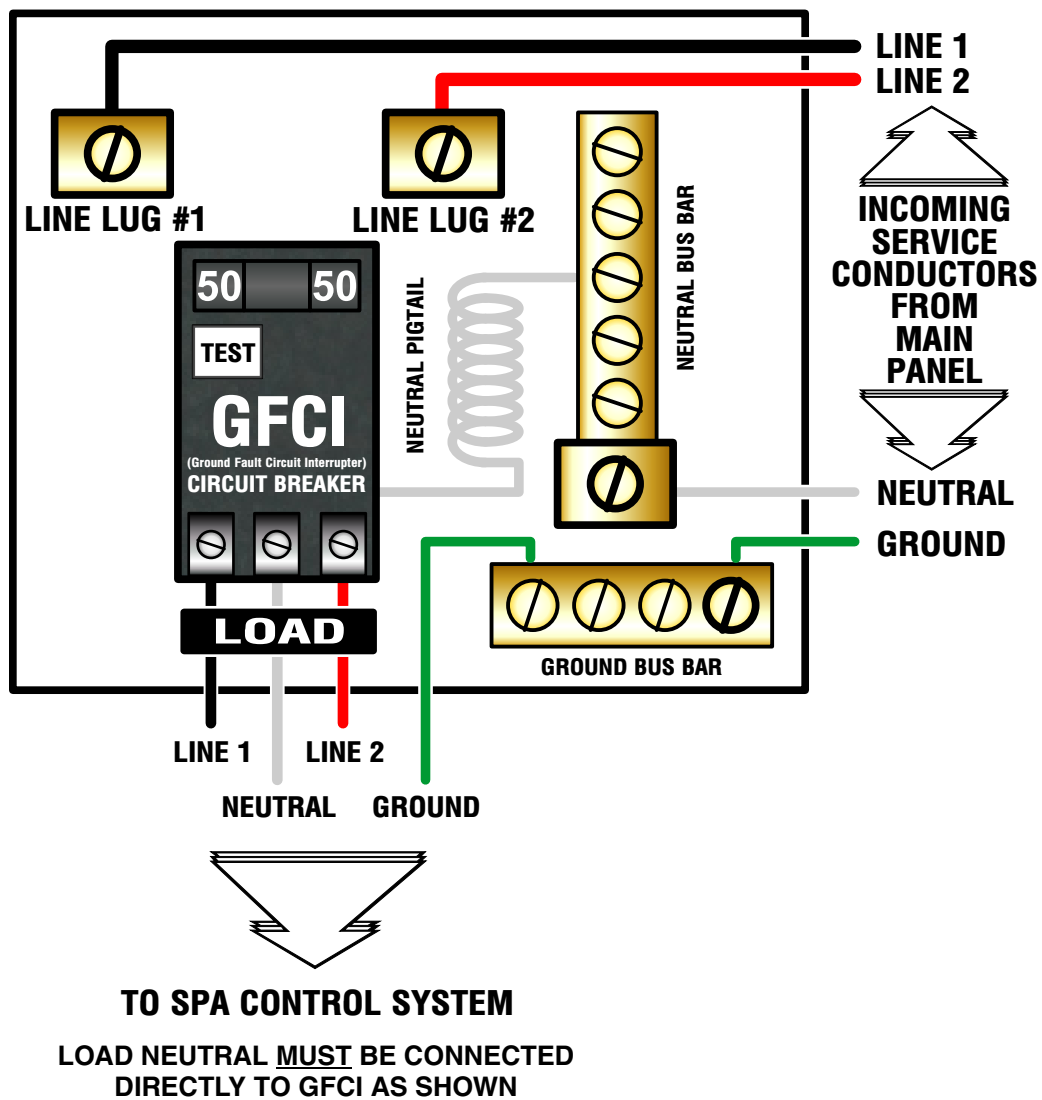 LINE 1
LINE 2
LINE LUG #1
LINE LUG #2
INCOMING
SERVICE
CONDUCTORS
FROM
MAIN
PANEL
50
50
TEST
GFCI
(Ground Fault Circuit Interrupter)
CIRCUIT BREAKER
NEUTRAL PIGTAIL
NEUTRAL BUS BAR
NEUTRAL
GROUND
LOAD
GROUND BUS BAR
LINE 1
LINE 2
NEUTRAL
GROUND
TO SPA CONTROL SYSTEM
LOAD NEUTRAL MUST BE CONNECTED
DIRECTLY TO GFCI AS SHOWN